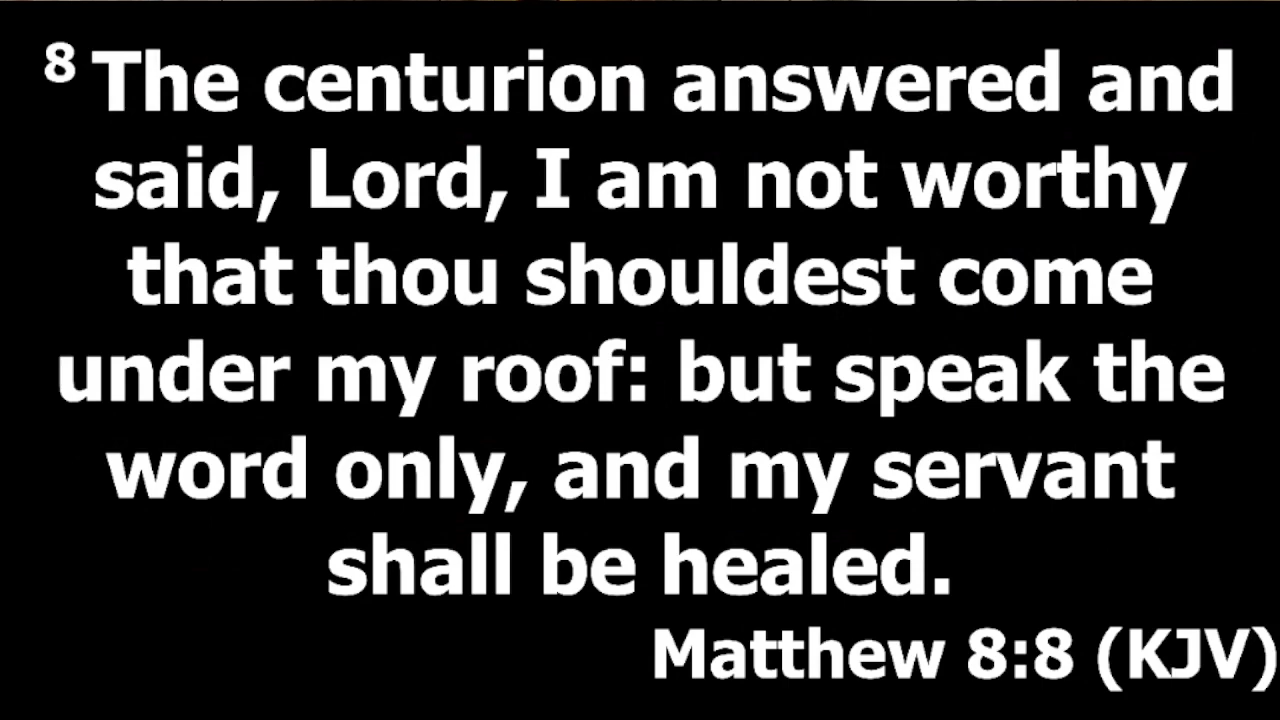 8 The centurion answered and
said, Lord, I am not worthy
that thou shouldest come
under my roof: but speak the
word only, and my servant
shall be healed.
Matthew 8:8 (KJV)